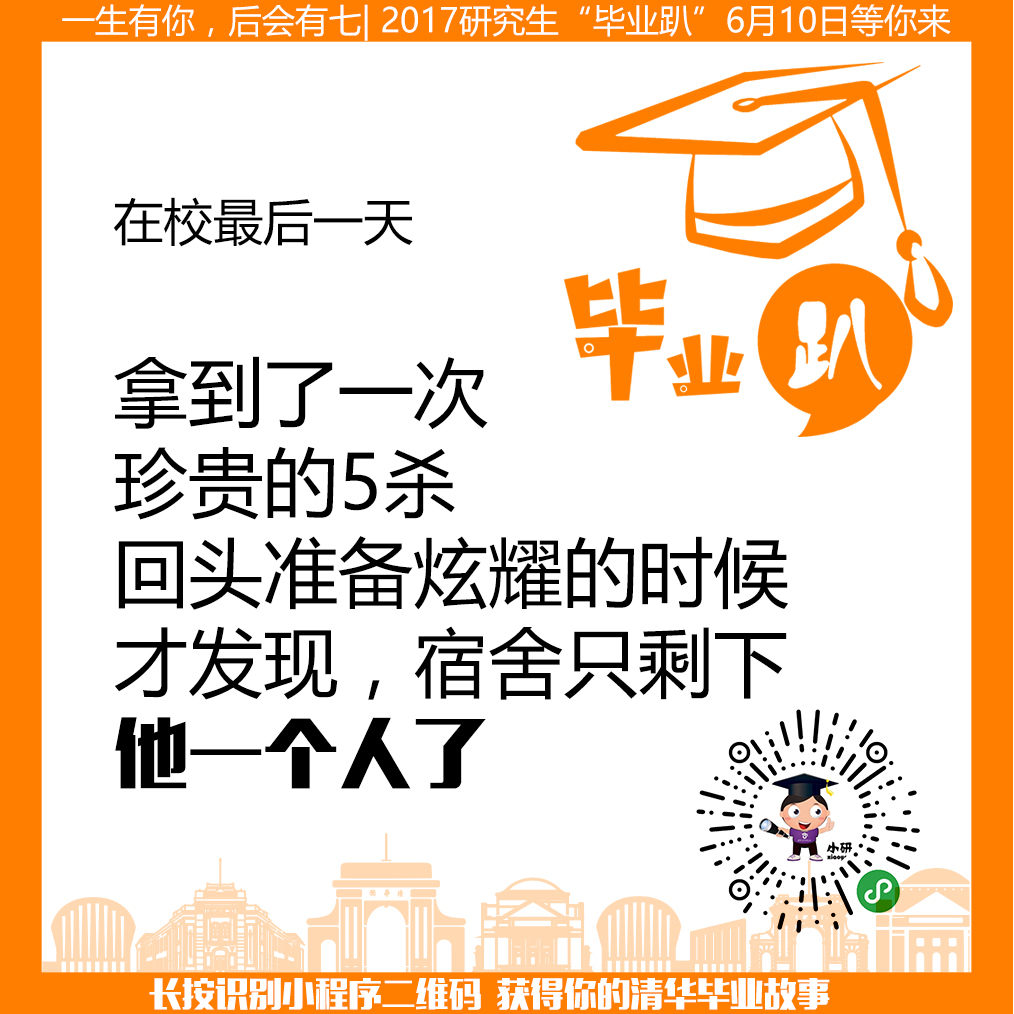 一生有你，后会有七| 2017研究生“毕业趴”6月10日等你来
毕业趴
在校最后一天
拿到了一次
珍贵的5杀
回头准备炫耀的时候
才发现，宿舍只剩下
他一个人了
小研
长按识别小程序二维码 获得你的清华毕业故事